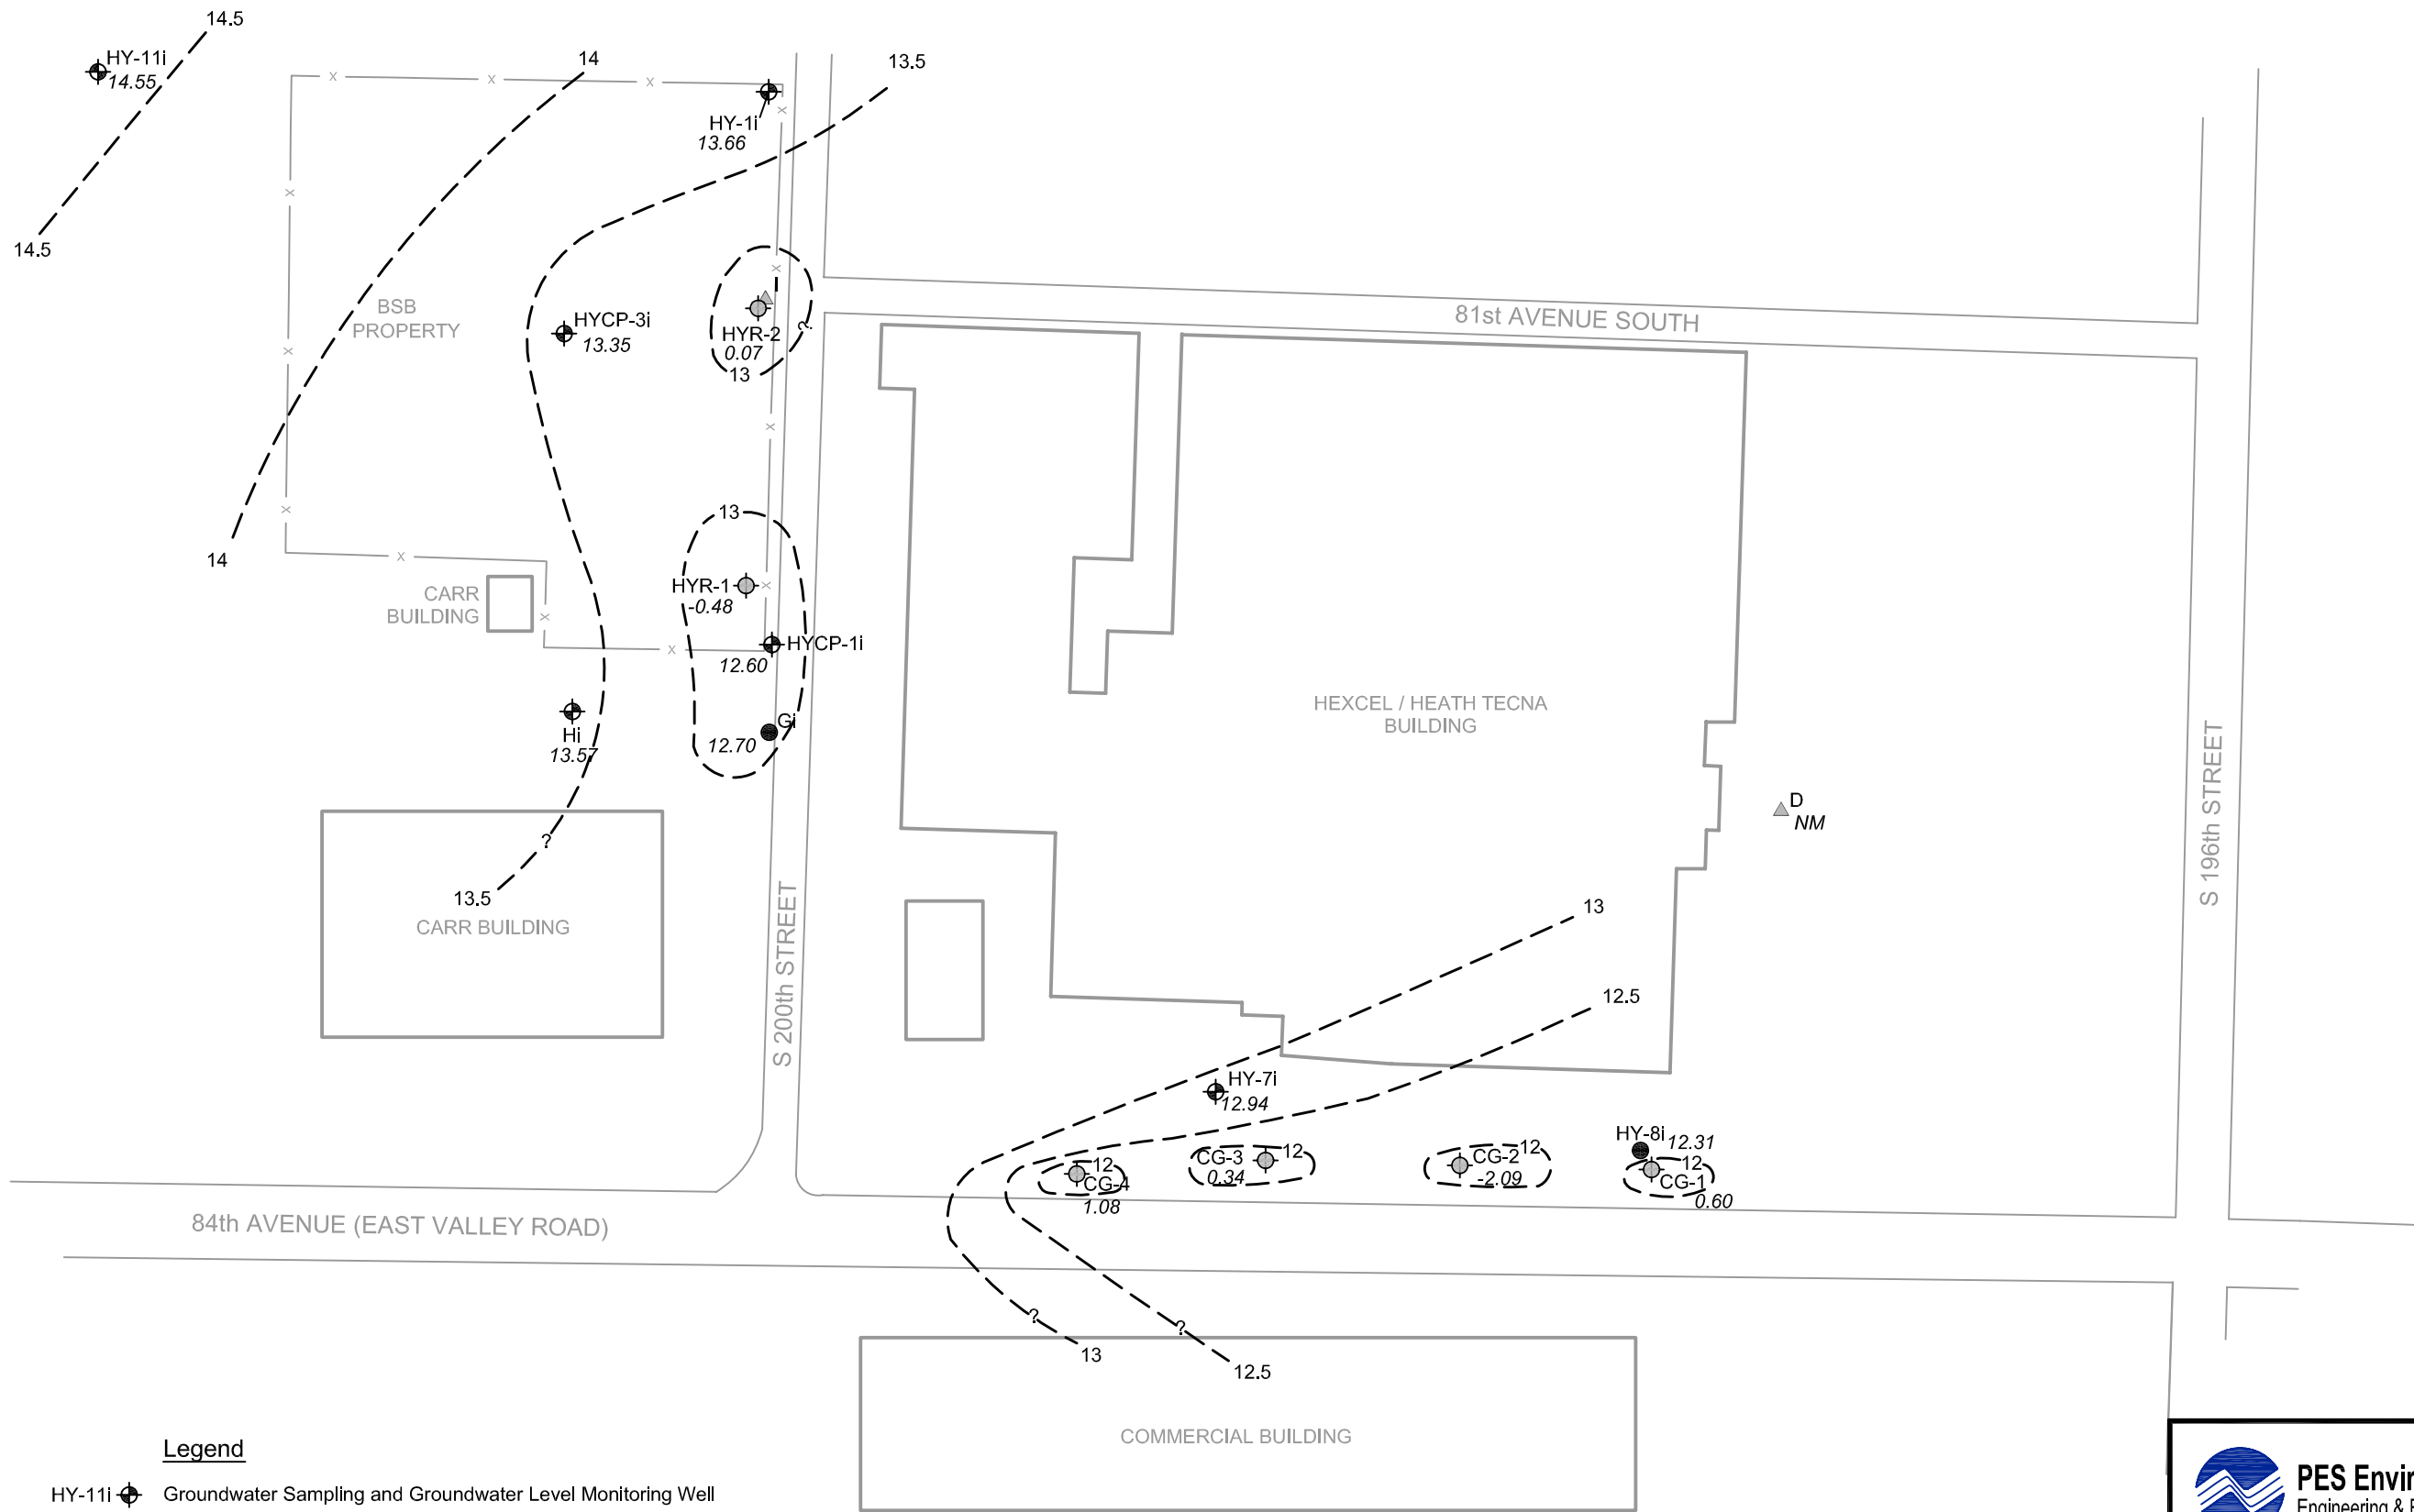 14.5
HY-11i
14.55
14.5
14
13.5
HY-1i
13.66
BSB
PROPERTY
HYCP-3i
13.35
HYR-2
0.07
13
?
81st AVENUE SOUTH
14
13
HYR-1
-0.48
CARR
BUILDING
HYCP-1i
12.60
Gi
12.70
Hi
13.57
?
13.5
CARR BUILDING
S 200th STREET
HEXCEL / HEATH TECNA
BUILDING
D
NM
S 196th STREET
13
12.5
HY-7i
12.94
12
CG-4
1.08
CG-3
0.34
12
CG-2
12
-2.09
HY-8i
12.31
12
CG-1
0.60
84th AVENUE (EAST VALLEY ROAD)
?
13
?
12.5
COMMERCIAL BUILDING
Legend
HY-11i Groundwater Sampling and Groundwater Level Monitoring Well
PES Envir